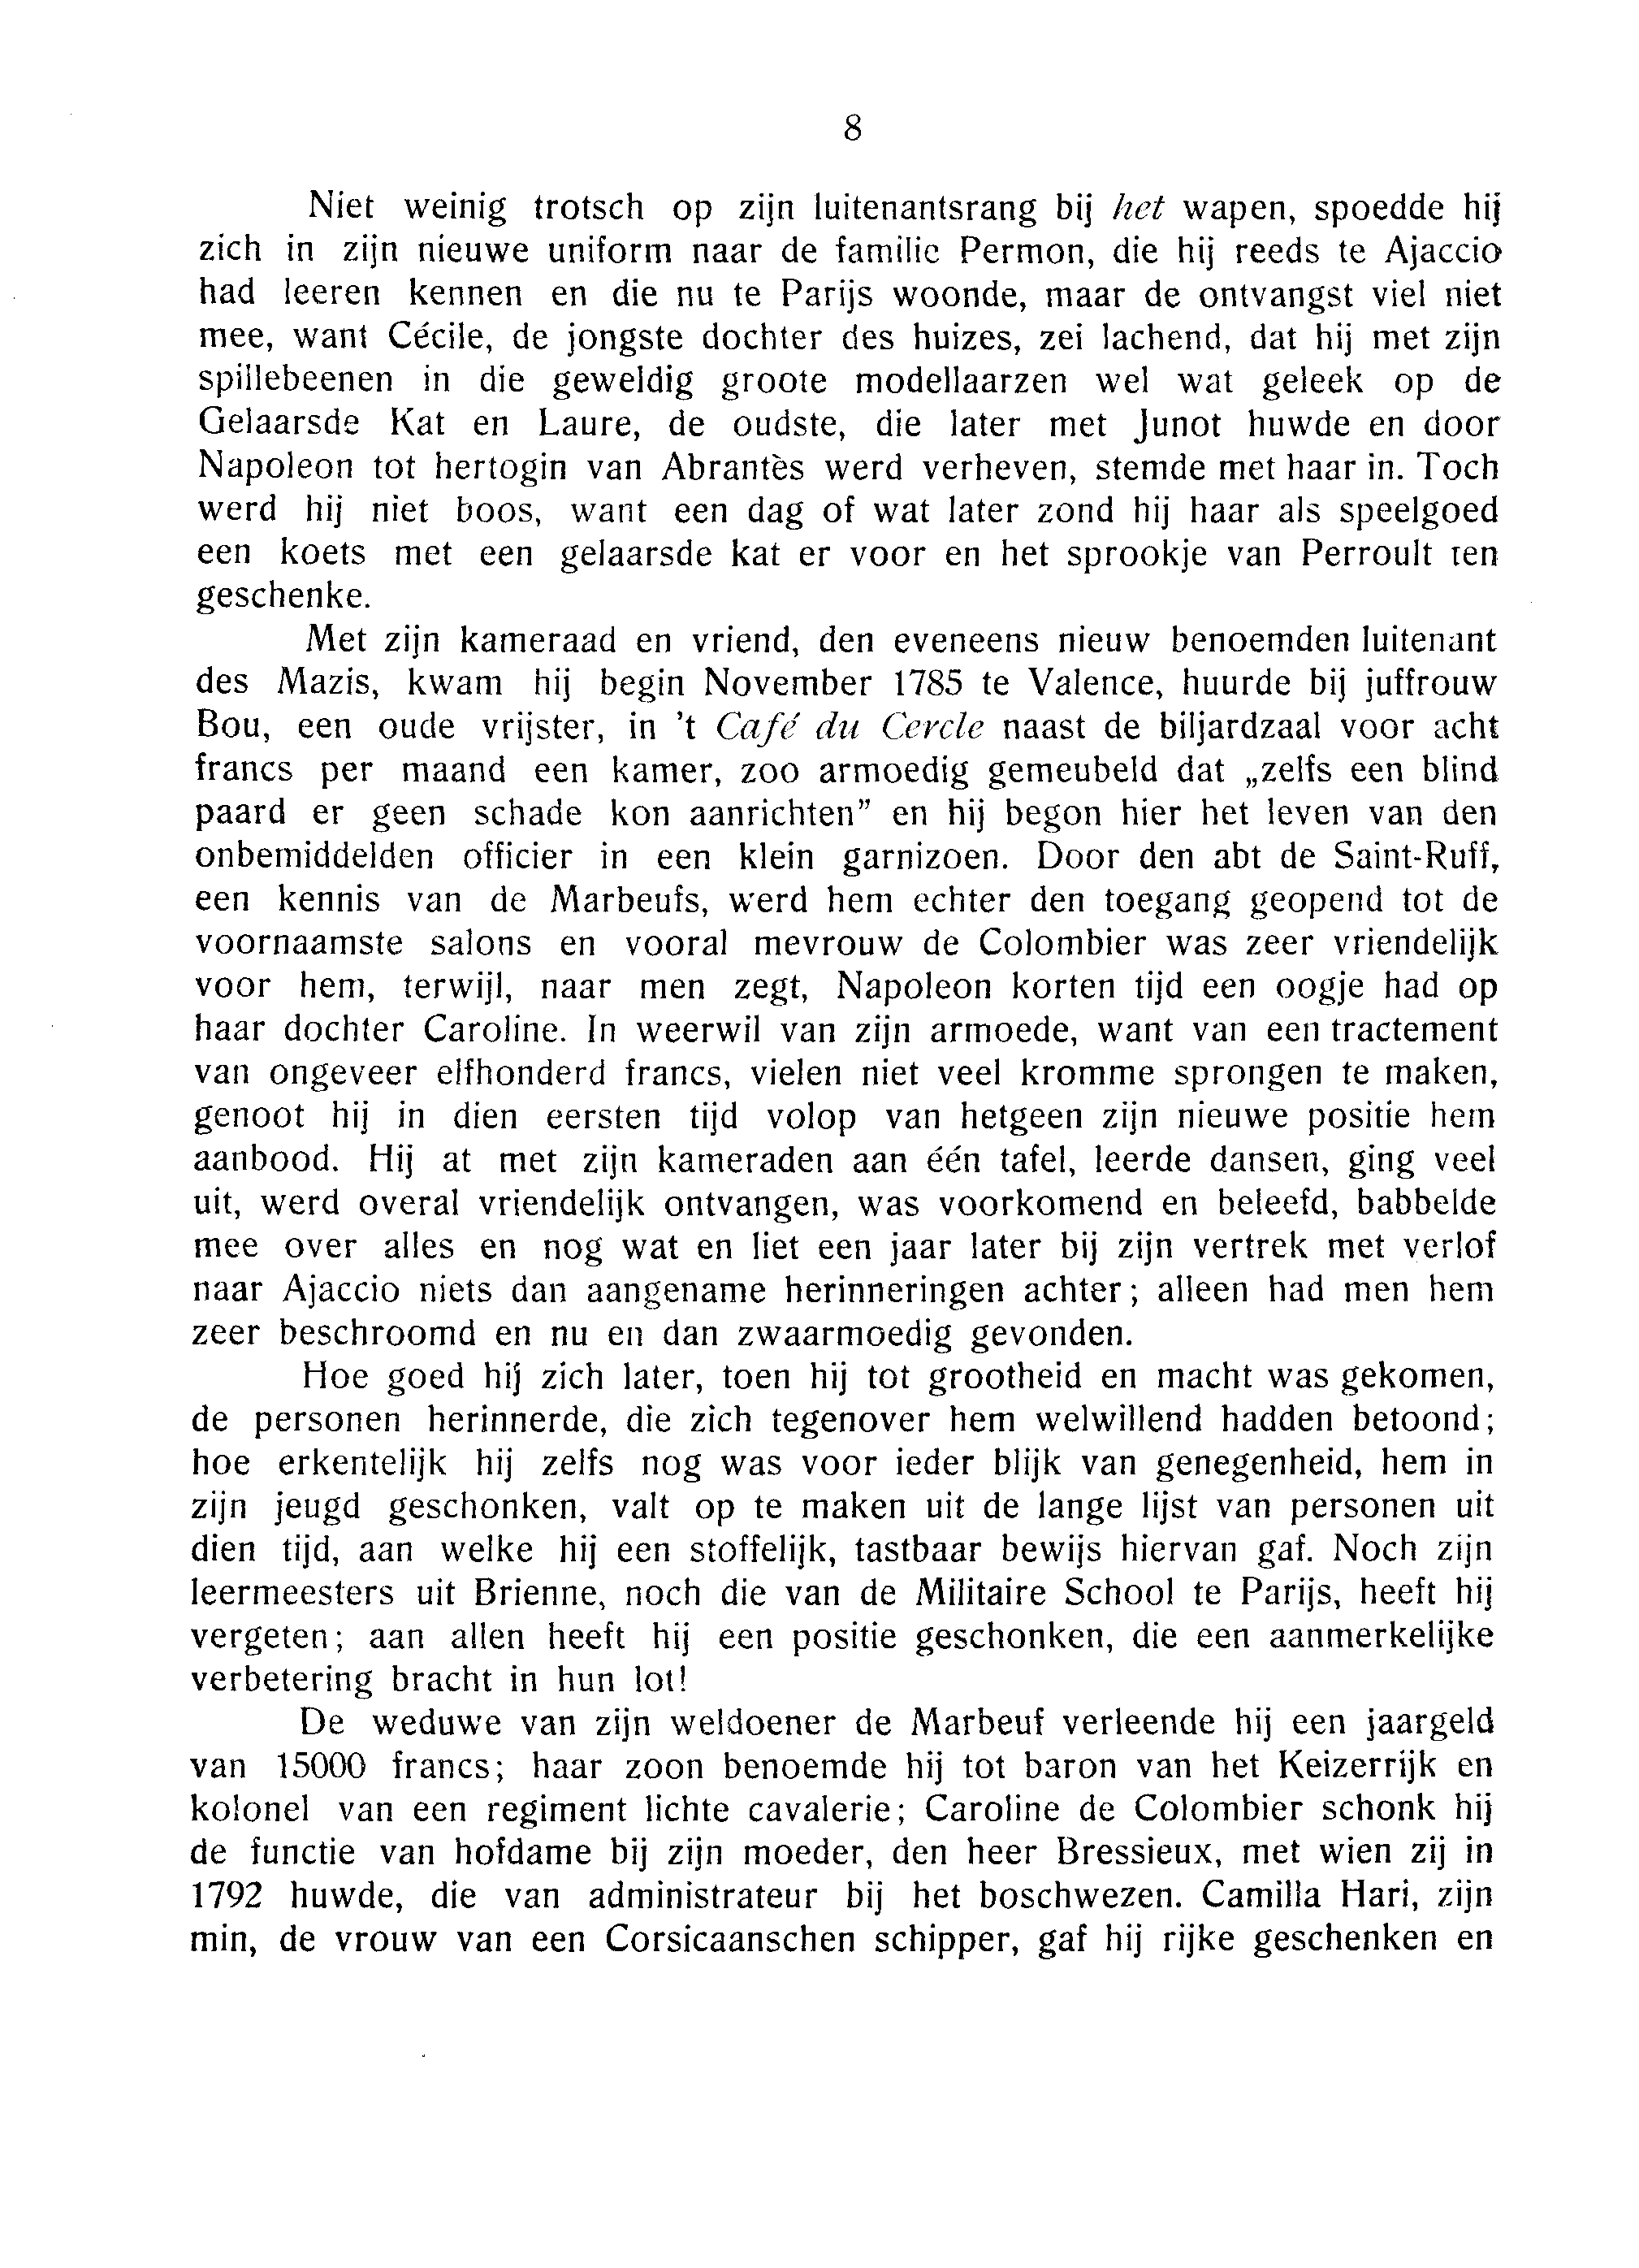 8
Niet weinig trotsch op zijn luitenantsrang bij het wapen, spoedde hij
zich in zijn nieuwe uniform naar de familie Permon, die hij reeds te Ajaccio
had leeren kennen en die nu te Parijs woonde, maar de ontvangst viel niet
mee, want Cécile, de jongste dochter des huizes, zei lachend, dat hij met zijn
spillebeenen in die geweldig groote modellaarzen wel wat geleek op de
Gelaarsde Kat en Laure, de oudste, die later met Junot huwde en door
Napoleon tot hertogin van Abrantès werd verheven, stemde met haar in. Toch
werd hij niet boos, want een dag of wat later zond hij haar als speelgoed
een koets met een gelaarsde kat er voor en het sprookje van Perroult ten
geschenke.
Met zijn kameraad en vriend, den eveneens nieuw benoemden luitenant
des Mazis, kwam hij begin November 1785 te Valence, huurde bij juffrouw
Bou, een oude vrijster, in 't Café du Cercle naast de biljardzaal voor acht
francs per maand een kamer, zoo armoedig gemeubeld dat „zelfs een blind
paard er geen schade kon aanrichten” en hij begon hier het leven van den
onbemiddelden officier in een klein garnizoen. Door den abt de Saint-Ruff,
een kennis van de Marbeufs, werd hem echter den toegang geopend tot de
voornaamste salons en vooral mevrouw de Colombier was zeer vriendelijk
voor hem, terwijl, naar men zegt, Napoleon korten tijd een oogje had op
haar dochter Caroline. In weerwil van zijn armoede, want van een tractement
van ongeveer elfhonderd francs, vielen niet veel kromme sprongen te maken,
genoot hij in dien eersten tijd volop van hetgeen zijn nieuwe positie hem
aanbood. Hij at met zijn kameraden aan één tafel, leerde dansen, ging veel
uit, werd overal vriendelijk ontvangen, was voorkomend en beleefd, babbelde
mee over alles en nog wat en liet een jaar later bij zijn vertrek met verlof
naar Ajaccio niets dan aangename herinneringen achter; alleen had men hem
zeer beschroomd en nu en dan zwaarmoedig gevonden.
Hoe goed hij zich later, toen hij tot grootheid en macht was gekomen,
de personen herinnerde, die zich tegenover hem welwillend hadden betoond;
hoe erkentelijk hij zelfs nog was voor ieder blijk van genegenheid, hem in
zijn jeugd geschonken, valt op te maken uit de lange lijst van personen uit
dien tijd, aan welke hij een stoffelijk, tastbaar bewijs hiervan gaf. Noch zijn
leermeesters uit Brienne, noch die van de Militaire School te Parijs, heeft hij
vergeten; aan allen heeft hij een positie geschonken, die een aanmerkelijke
verbetering bracht in hun lot!
De weduwe van zijn weldoener de Marbeuf verleende hij een jaargeld
van 15000 francs; haar zoon benoemde hij tot baron van het Keizerrijk en
kolonel van een regiment lichte cavalerie; Caroline de Colombier schonk hij
de functie van hofdame bij zijn moeder, den heer Bressieux, met wien zij in
1792 huwde, die van administrateur bij het boschwezen. Camilla Hari, zijn
min, de vrouw van een Corsicaanschen schipper, gaf hij rijke geschenken en